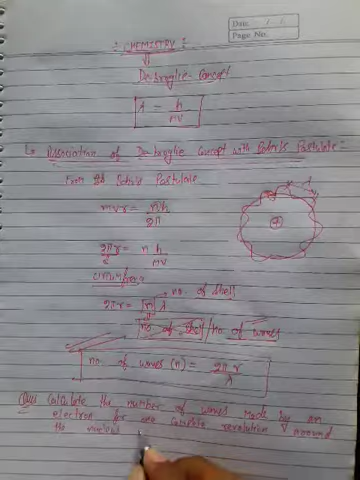 Date
Page No.
: CHEMISTRY :
De-broglie Concept
λ = h/mv
Association of De-broglie Concept with Bohr's Postulate -
From Bohr's Postulate
mvr = nh/2π
2πr = n h/mv
circumference
no. of shell
2πr = n λ
no. of shell / no. of waves
no. of waves (n) = 2πr/λ
Ques Calculate the number of waves made by an
electron for one complete revolution around
the nucleus